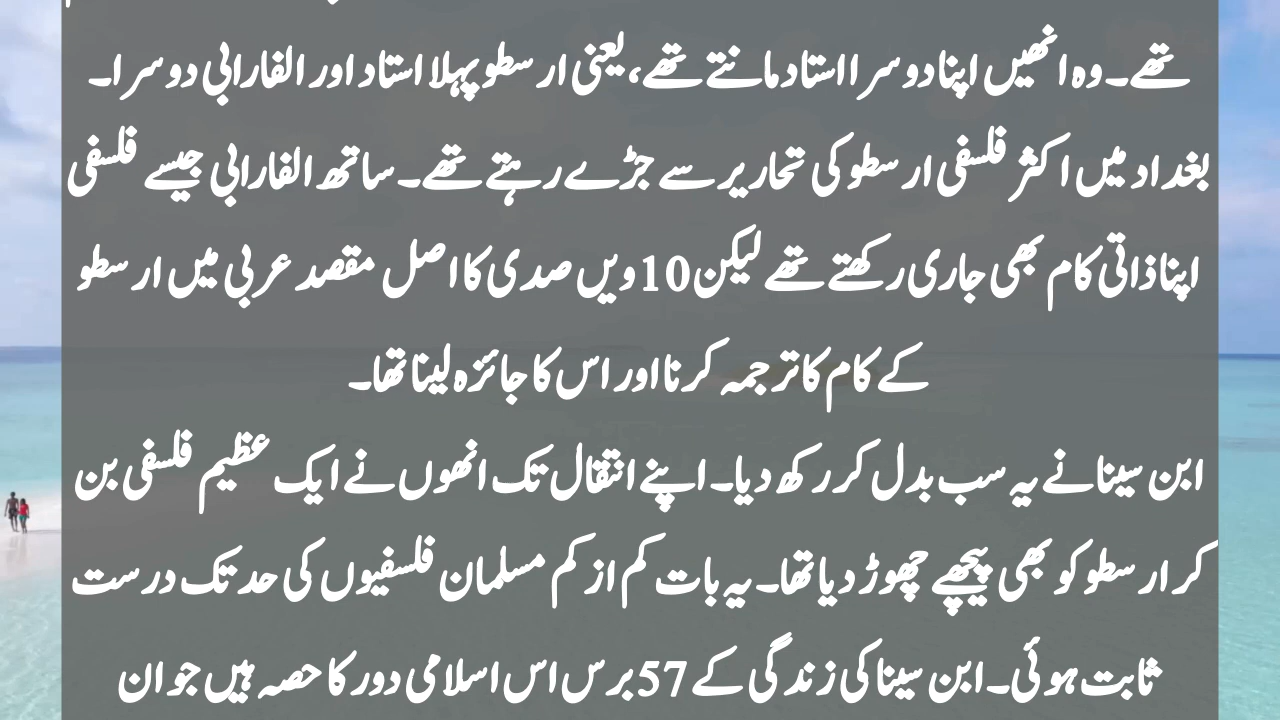 تھے۔ وہ انھیں اپنا دوسرا استاد مانتے تھے، یعنی ارسطو پہلا استاد اور الفارابی دوسرا۔
بغداد میں اکثر فلسفی ارسطو کی تحاریر سے جڑے رہتے تھے۔ ساتھ الفارابی جیسے فلسفی
اپنا ذاتی کام بھی جاری رکھتے تھے لیکن 10ویں صدی کا اصل مقصد عربی میں ارسطو
کے کام کا ترجمہ کرنا اور اس کا جائزہ لینا تھا۔
ابن سینا نے یہ سب بدل کر رکھ دیا۔ اپنے انتقال تک انھوں نے ایک عظیم فلسفی بن
کر ارسطو کو بھی پیچھے چھوڑ دیا تھا۔ یہ بات کم از کم مسلمان فلسفیوں کی حد تک درست
ثابت ہوئی۔ ابن سینا کی زندگی کے 57 برس اس اسلامی دور کا حصہ ہیں جو ان